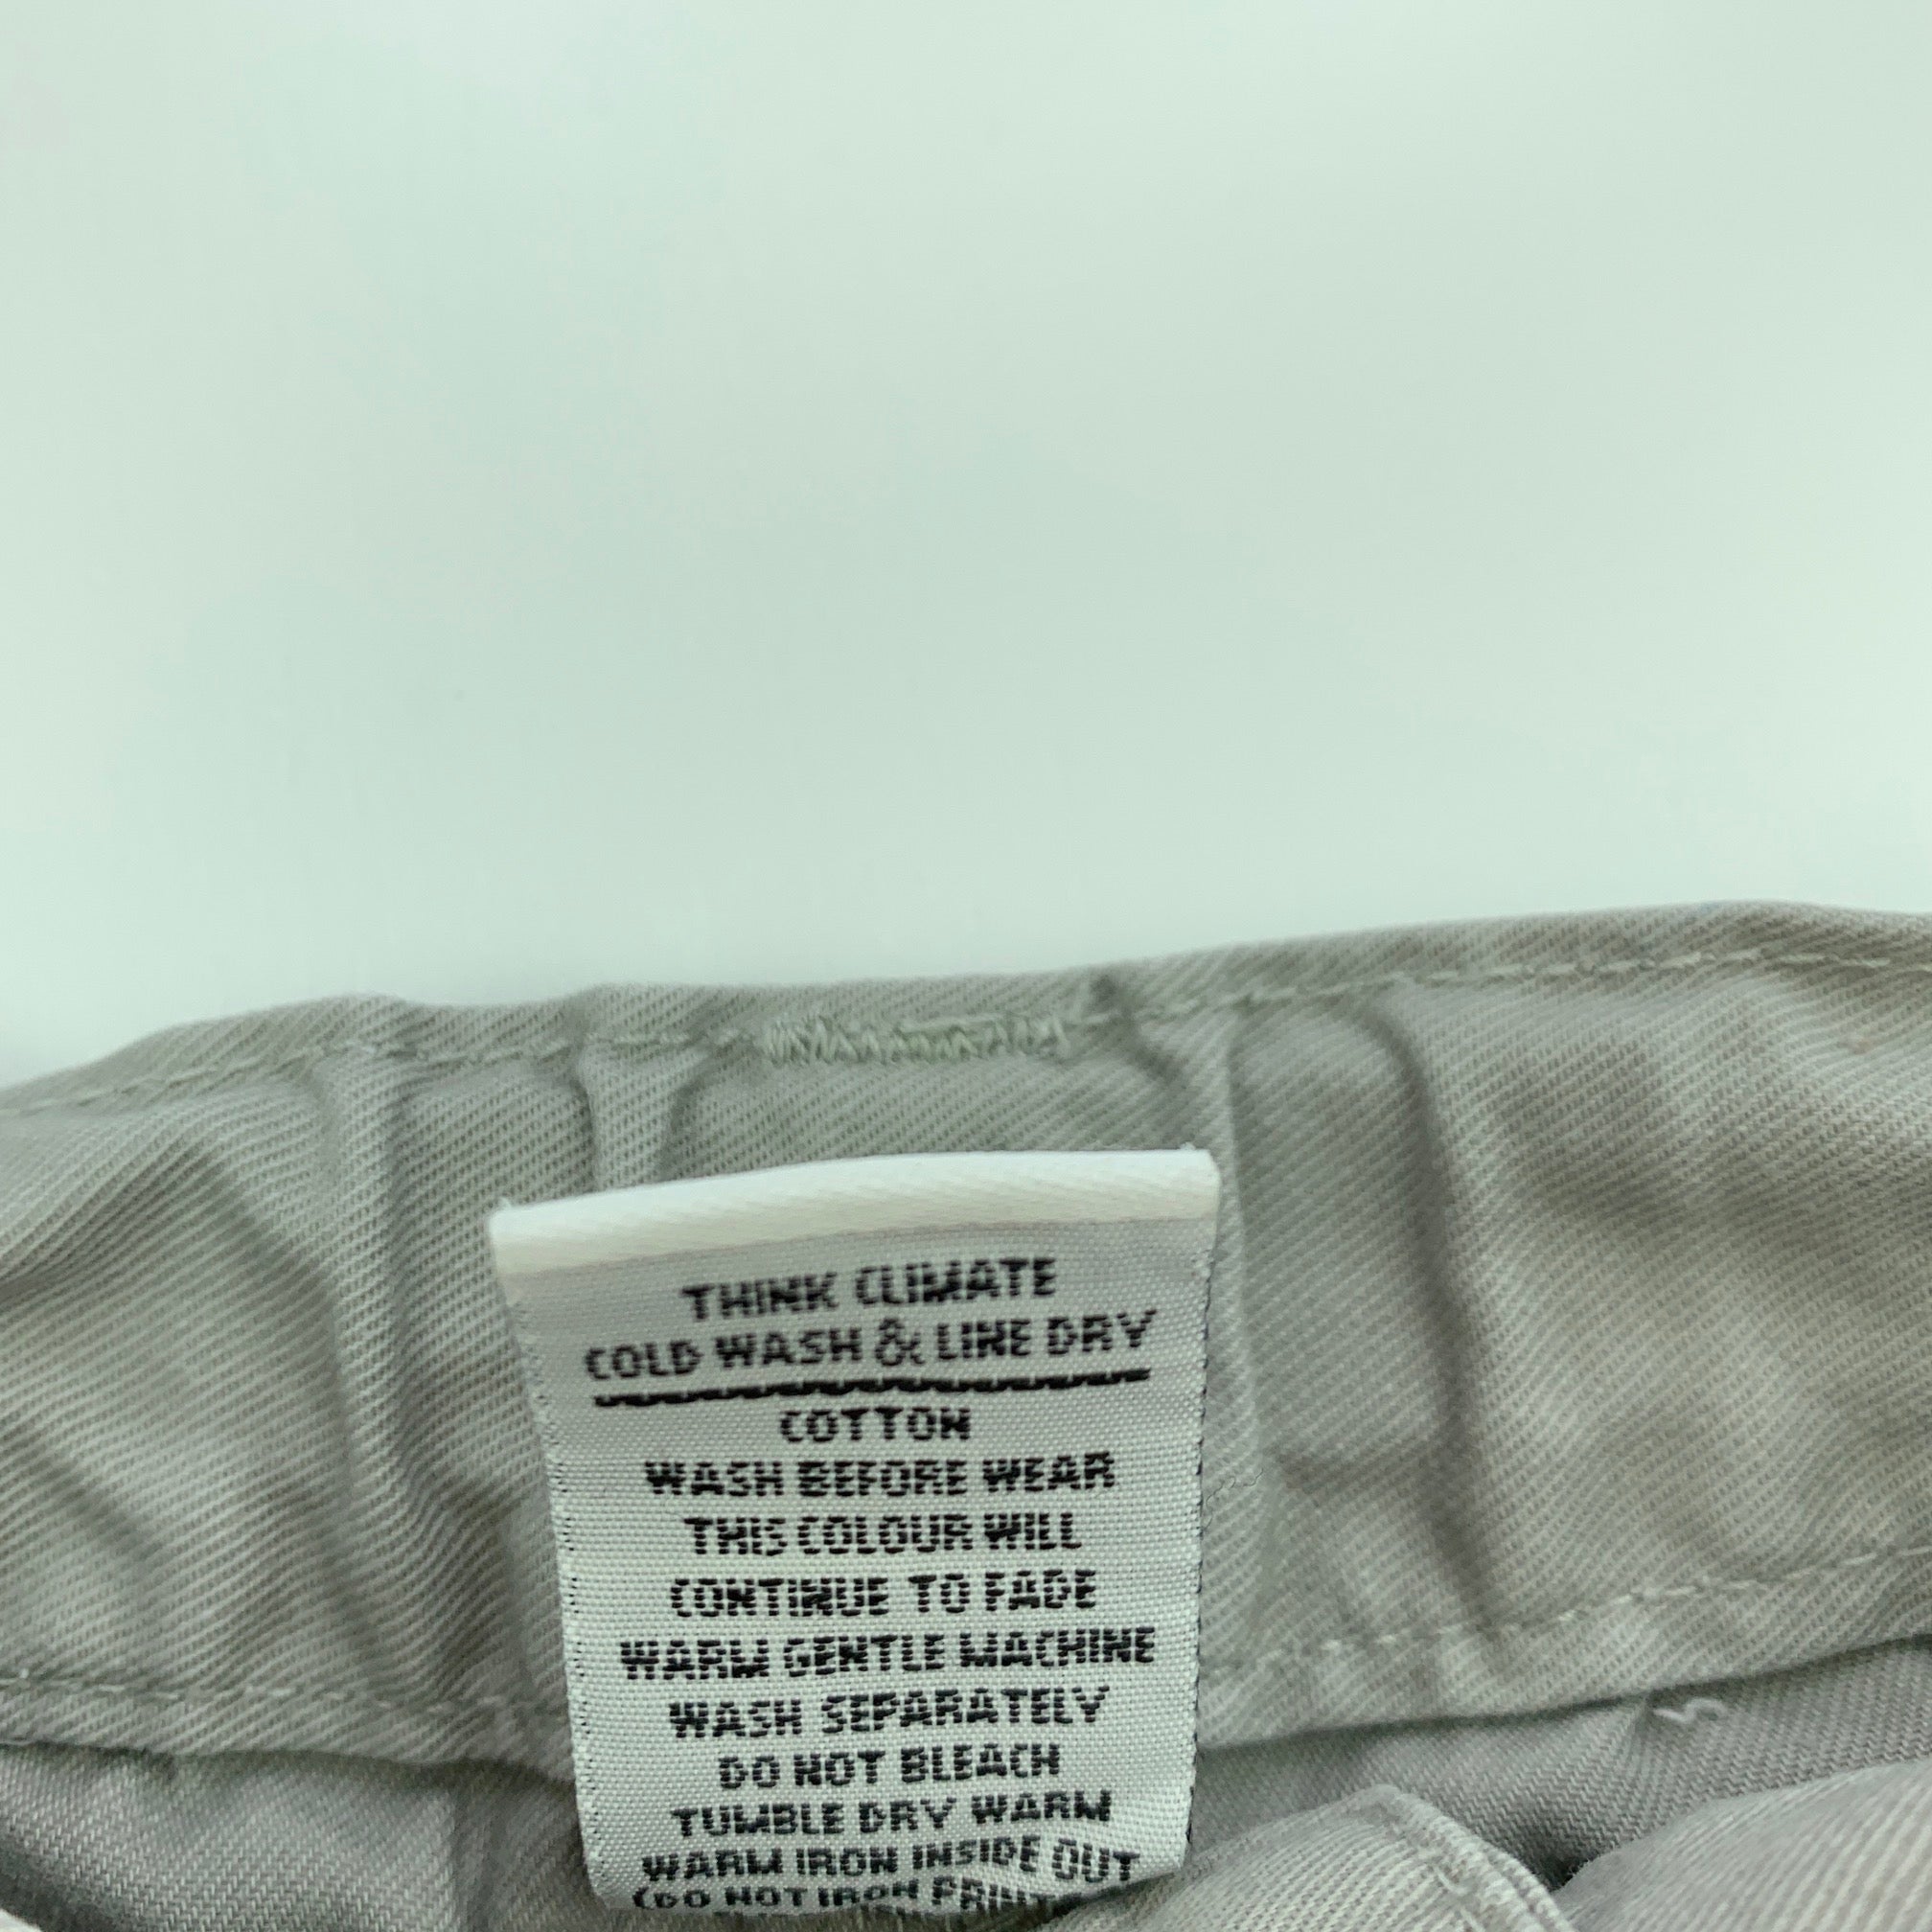 THINK CLIMATE
COLD WASH & LINE DRY
COTTON
WASH BEFORE WEAR
THIS COLOUR WILL
CONTINUE TO FADE
WARM GENTLE MACHINE
WASH SEPARATELY
DO NOT BLEACH
TUMBLE DRY WARM
WARM IRON INSIDE OUT
(DO NOT IRON